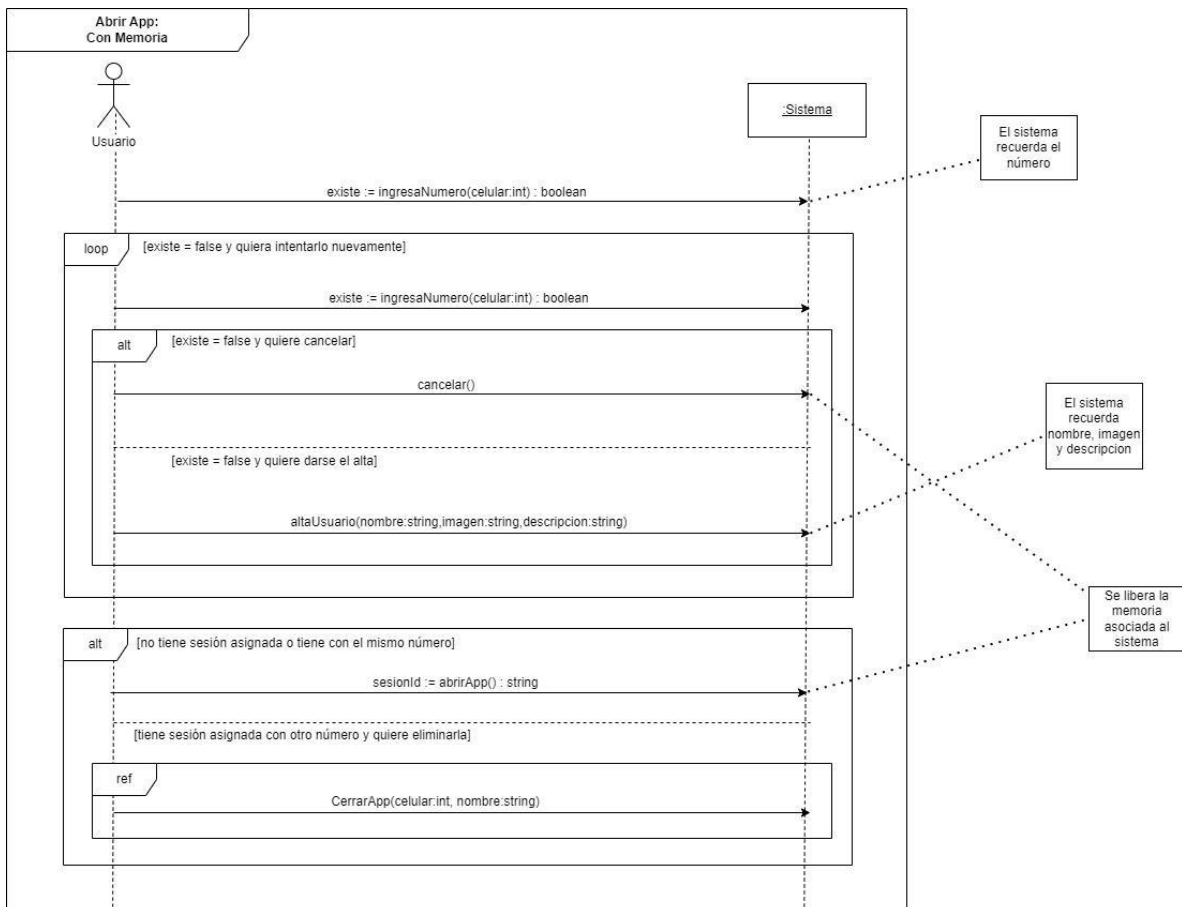 Abrir App:
Con Memoria
Usuario
:Sistema
El sistema
recuerda el
número
existe := ingresaNumero(celular:int) : boolean
loop
[existe = false y quiera intentarlo nuevamente]
existe := ingresaNumero(celular:int) : boolean
alt
[existe = false y quiere cancelar]
cancelar()
El sistema
recuerda
nombre, imagen
y descripcion
[existe = false y quiere darse el alta]
altaUsuario(nombre:string,imagen:string,descripcion:string)
Se libera la
memoria
asociada al
sistema
alt
[no tiene sesión asignada o tiene con el mismo número]
sesionId := abrirApp() : string
[tiene sesión asignada con otro número y quiere eliminarla]
ref
CerrarApp(celular:int, nombre:string)